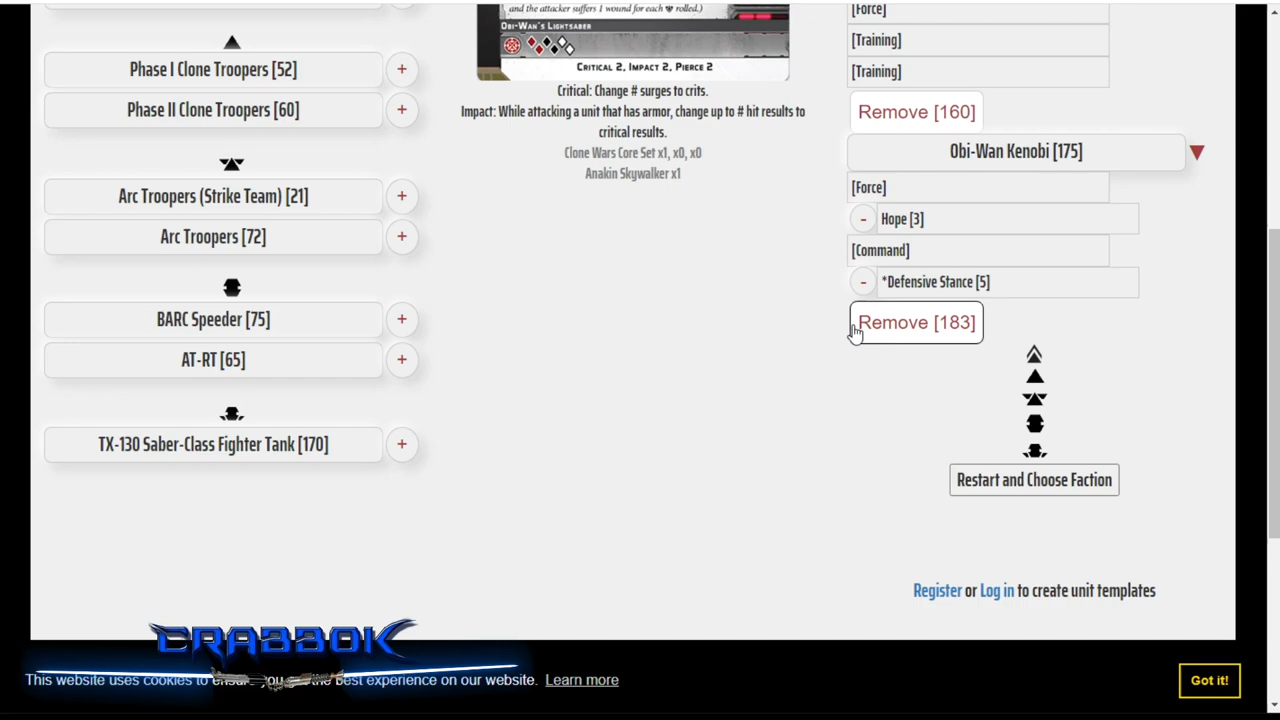 and the attacker suffers 1 wound for each rolled.)
Obi-Wan's Lightsaber
Critical 2, Impact 2, Pierce 2
Critical: Change # surges to crits.
Impact: While attacking a unit that has armor, change up to # hit results to
critical results.
Clone Wars Core Set x1, x0, x0
Anakin Skywalker x1
Phase I Clone Troopers [52]
+
Phase II Clone Troopers [60]
+
Arc Troopers (Strike Team) [21]
+
Arc Troopers [72]
+
BARC Speeder [75]
+
AT-RT [65]
+
TX-130 Saber-Class Fighter Tank [170]
+
[Force]
[Training]
[Training]
Remove [160]
Obi-Wan Kenobi [175]
[Force]
- Hope [3]
[Command]
- *Defensive Stance [5]
Remove [183]
Restart and Choose Faction
Register or Log in to create unit templates
CRABBOK
This website uses cookies to ensure you get the best experience on our website. Learn more
Got it!